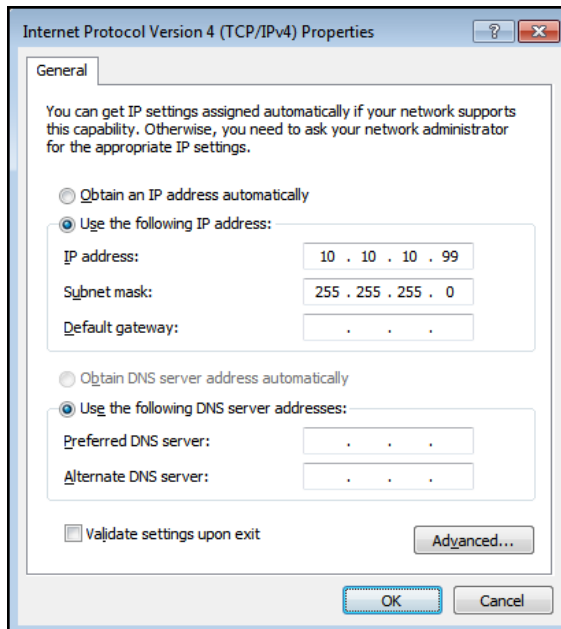 Internet Protocol Version 4 (TCP/IPv4) Properties
?
General
You can get IP settings assigned automatically if your network supports
this capability. Otherwise, you need to ask your network administrator
for the appropriate IP settings.
Obtain an IP address automatically
Use the following IP address:
IP address: 10 . 10 . 10 . 99
Subnet mask: 255 . 255 . 255 . 0
Default gateway: . . .
Obtain DNS server address automatically
Use the following DNS server addresses:
Preferred DNS server: . . .
Alternate DNS server: . . .
Validate settings upon exit
Advanced...
OK Cancel